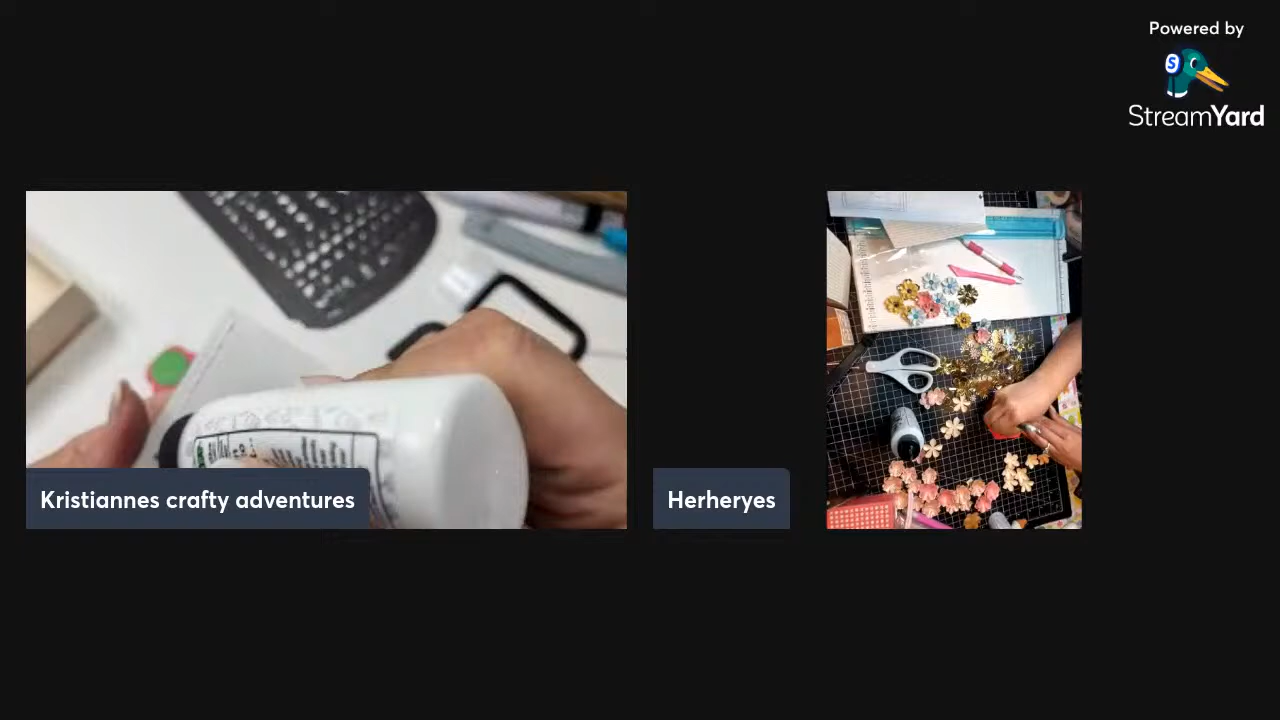 Powered by
S
StreamYard
Kristiannes crafty adventures
Herheryes